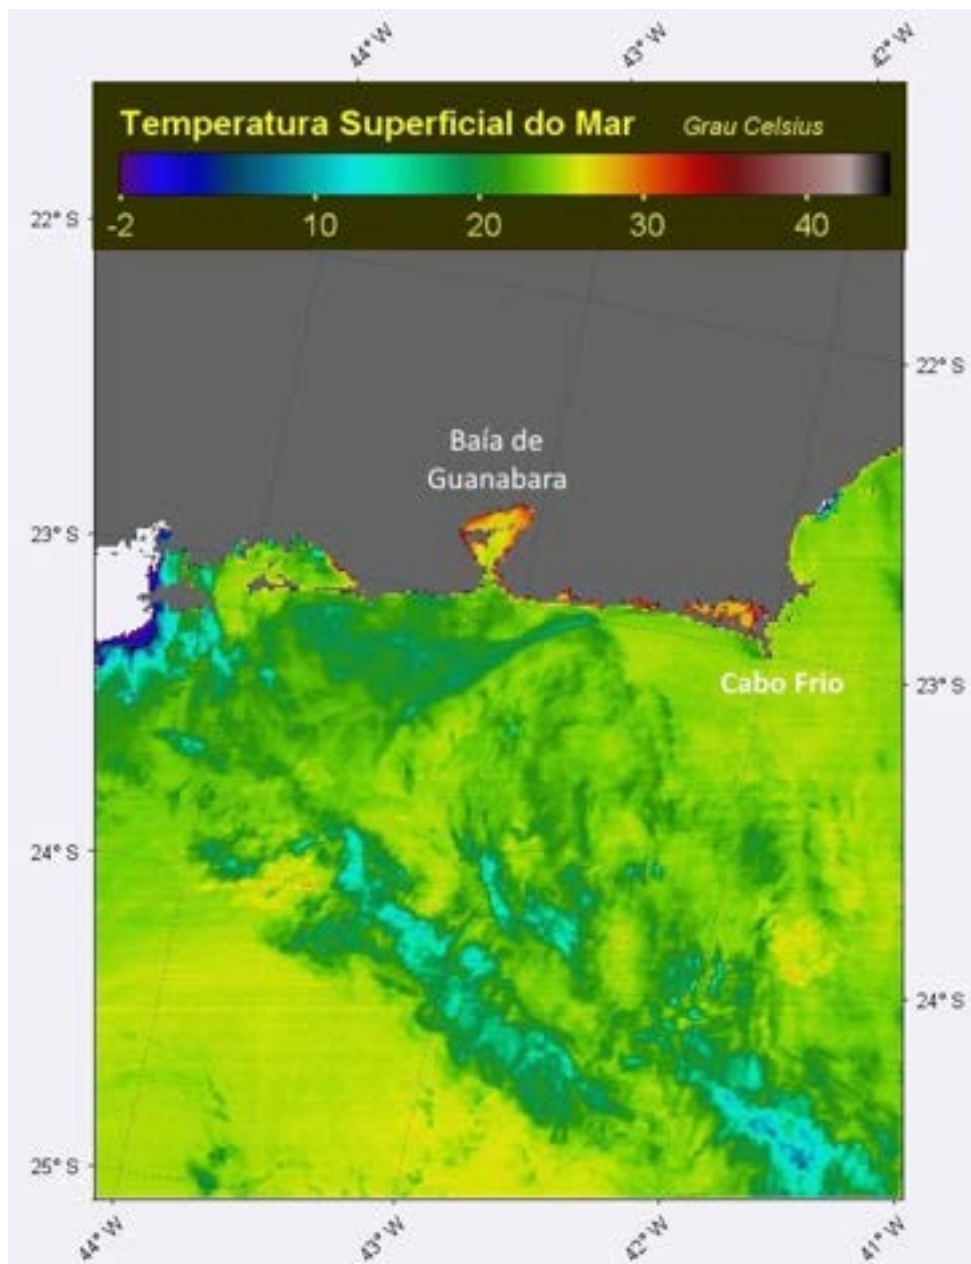 44° W
43° W
42° W
Temperatura Superficial do Mar Grau Celsius
-2 10 20 30 40
22° S
22° S
Baía de
Guanabara
23° S
Cabo Frio
23° S
24° S
24° S
25° S
44° W
43° W
42° W
41° W